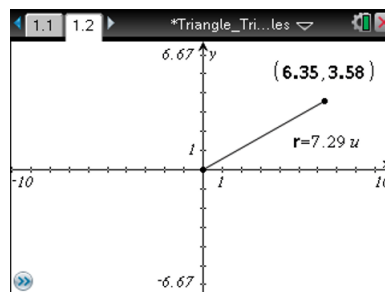 1.1 1.2 *Triangle_Tri...les
6.67 y
(6.35,3.58)
r=7.29 u
1
x
-10 1 10
-6.67